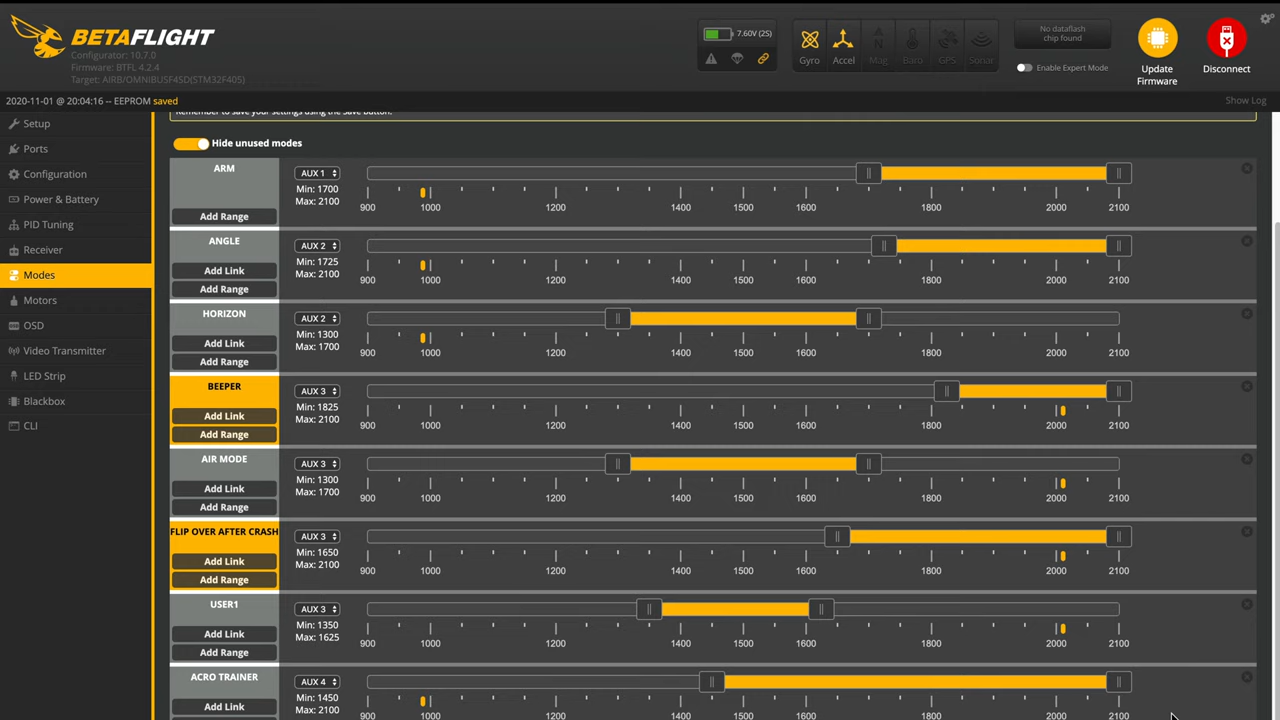 BETAFLIGHT
Configurator: 10.7.0
Firmware: BTFL 4.2.4
Target: AIRB/OMNIBUSF4SD(STM32F405)
7.60V (2S)
Gyro
Accel
Mag
Baro
GPS
Sonar
No dataflash
chip found
Enable Expert Mode
Update
Firmware
Disconnect
2020-11-01 @ 20:04:16 -- EEPROM saved
Show Log
Setup
Ports
Configuration
Power & Battery
PID Tuning
Receiver
Modes
Motors
OSD
Video Transmitter
LED Strip
Blackbox
CLI
Remember to save your settings using the Save button.
Hide unused modes
ARM
Add Range
AUX 1
Min: 1700
Max: 2100
900 1000 1200 1400 1500 1600 1800 2000 2100
ANGLE
Add Link
Add Range
AUX 2
Min: 1725
Max: 2100
900 1000 1200 1400 1500 1600 1800 2000 2100
HORIZON
Add Link
Add Range
AUX 2
Min: 1300
Max: 1700
900 1000 1200 1400 1500 1600 1800 2000 2100
BEEPER
Add Link
Add Range
AUX 3
Min: 1825
Max: 2100
900 1000 1200 1400 1500 1600 1800 2000 2100
AIR MODE
Add Link
Add Range
AUX 3
Min: 1300
Max: 1700
900 1000 1200 1400 1500 1600 1800 2000 2100
FLIP OVER AFTER CRASH
Add Link
Add Range
AUX 3
Min: 1650
Max: 2100
900 1000 1200 1400 1500 1600 1800 2000 2100
USER1
Add Link
Add Range
AUX 3
Min: 1350
Max: 1625
900 1000 1200 1400 1500 1600 1800 2000 2100
ACRO TRAINER
Add Link
AUX 4
Min: 1450
Max: 2100
900 1000 1200 1400 1500 1600 1800 2000 2100